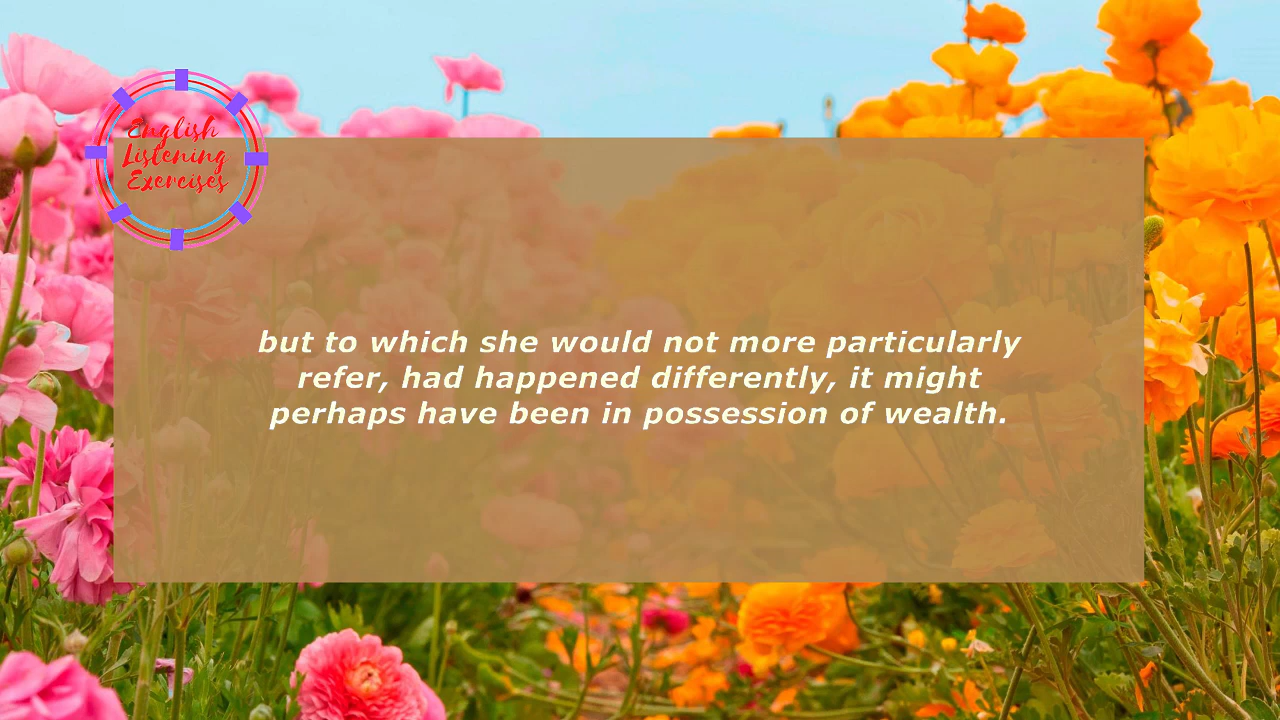 English
Listening
Exercises
but to which she would not more particularly
refer, had happened differently, it might
perhaps have been in possession of wealth.